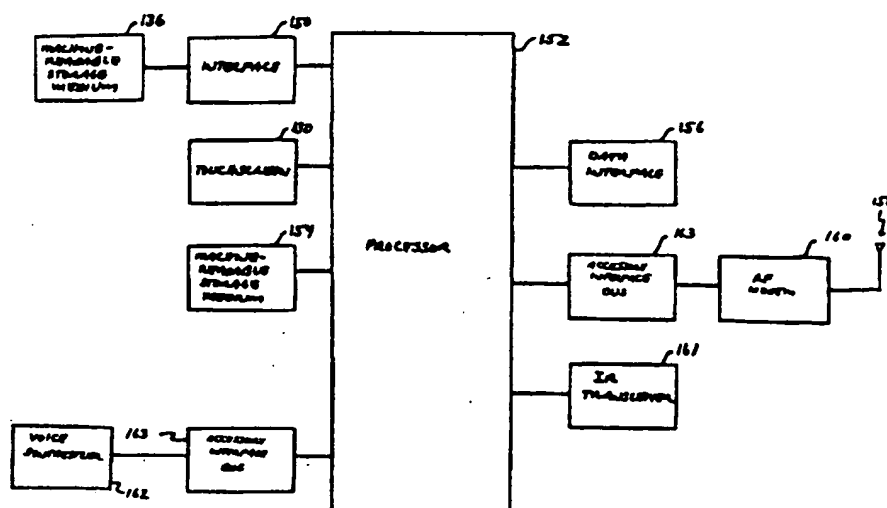 136
MACHINE-
READABLE
STORAGE
MEDIUM
150
INTERFACE
152
130
TOUCHSCREEN
156
DATA
INTERFACE
154
MACHINE-
READABLE
STORAGE
MEDIUM
PROCESSOR
163
ACCESSORY
INTERFACE
BUS
160
RF
MODEM
161
IR
TRANSCEIVER
VOICE
SYNTHESIZER
162
163
ACCESSORY
INTERFACE
BUS